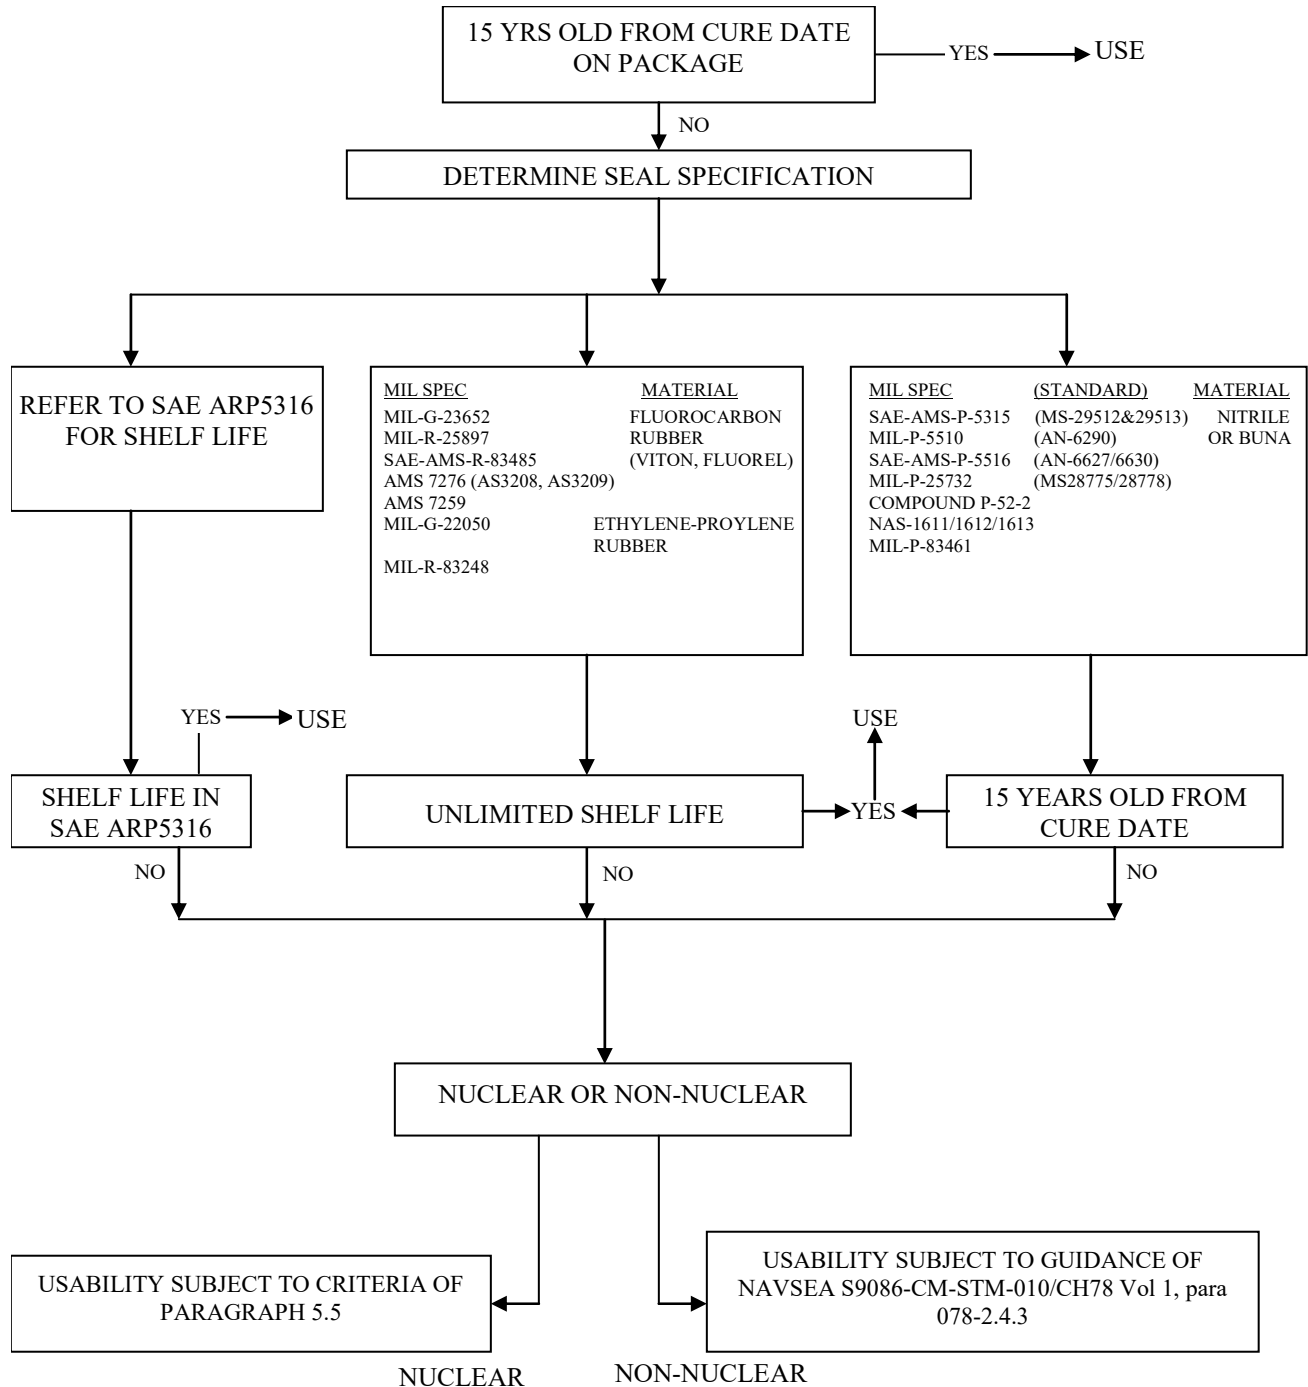 15 YRS OLD FROM CURE DATE
ON PACKAGE
YES
USE
NO
DETERMINE SEAL SPECIFICATION
REFER TO SAE ARP5316
FOR SHELF LIFE
MIL SPEC MATERIAL
MIL-G-23652 FLUOROCARBON
MIL-R-25897 RUBBER
SAE-AMS-R-83485 (VITON, FLUOREL)
AMS 7276 (AS3208, AS3209)
AMS 7259
MIL-G-22050 ETHYLENE-PROYLENE
RUBBER
MIL-R-83248
MIL SPEC (STANDARD) MATERIAL
SAE-AMS-P-5315 (MS-29512&29513) NITRILE
MIL-P-5510 (AN-6290) OR BUNA
SAE-AMS-P-5516 (AN-6627/6630)
MIL-P-25732 (MS28775/28778)
COMPOUND P-52-2
NAS-1611/1612/1613
MIL-P-83461
YES
USE
USE
SHELF LIFE IN
SAE ARP5316
UNLIMITED SHELF LIFE
YES
15 YEARS OLD FROM
CURE DATE
NO
NO
NO
NUCLEAR OR NON-NUCLEAR
USABILITY SUBJECT TO CRITERIA OF
PARAGRAPH 5.5
USABILITY SUBJECT TO GUIDANCE OF
NAVSEA S9086-CM-STM-010/CH78 Vol 1, para
078-2.4.3
NUCLEAR
NON-NUCLEAR